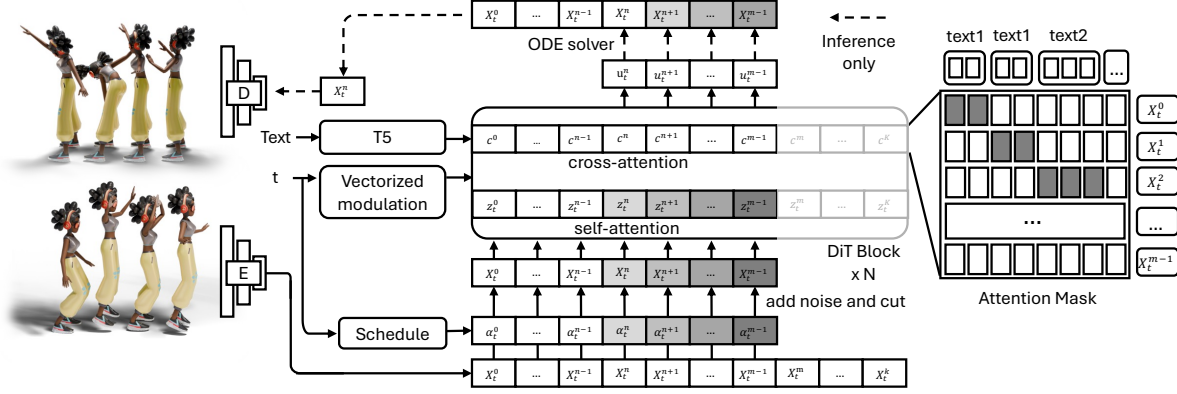 X_t^0 ... X_t^{n-1} X_t^n X_t^{n+1} ... X_t^{m-1}
Inference only
ODE solver
text1 text1 text2
...
u_t^n u_t^{n+1} ... u_t^{m-1}
D
X_t^n
Text
T5
c^0 ... c^{n-1} c^n c^{n+1} ... c^{m-1} c^m ... c^K
cross-attention
t
Vectorized modulation
z_t^0 ... z_t^{n-1} z_t^n z_t^{n+1} ... z_t^{m-1} z_t^m ... z_t^K
self-attention
DiT Block
x N
E
X_t^0 ... X_t^{n-1} X_t^n X_t^{n+1} ... X_t^{m-1}
add noise and cut
Schedule
α_t^0 ... α_t^{n-1} α_t^n α_t^{n+1} ... α_t^{m-1}
X_t^0 ... X_t^{n-1} X_t^n X_t^{n+1} ... X_t^{m-1} X_t^m ... X_t^k
X_t^0
X_t^1
X_t^2
... ...
X_t^{m-1}
Attention Mask